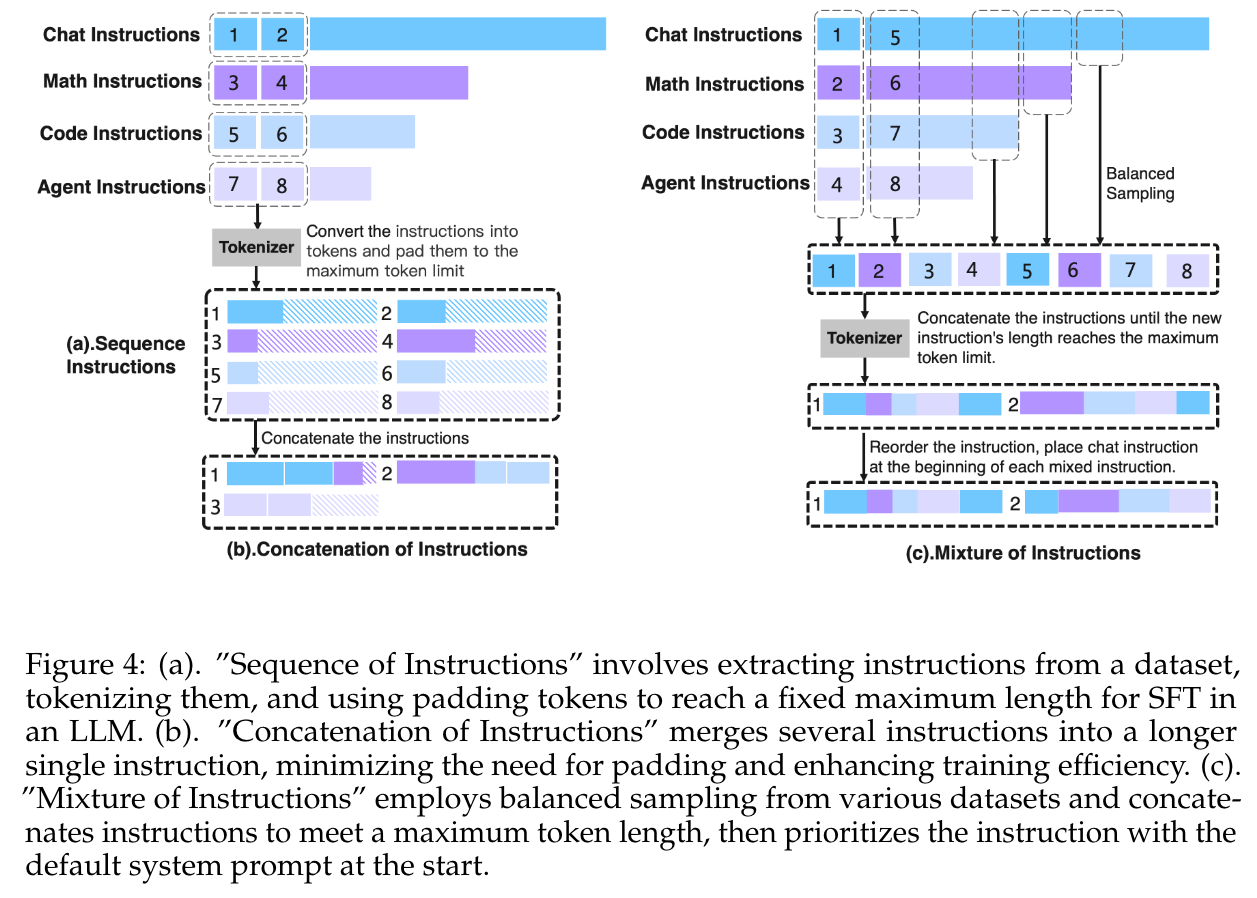 Chat Instructions
1 2
Math Instructions
3 4
Code Instructions
5 6
Agent Instructions
7 8
Tokenizer
Convert the instructions into
tokens and pad them to the
maximum token limit
1 2
3 4
5 6
7 8
(a).Sequence
Instructions
Concatenate the instructions
1 2
3
(b).Concatenation of Instructions
Chat Instructions
1 5
Math Instructions
2 6
Code Instructions
3 7
Agent Instructions
4 8
Balanced
Sampling
1 2 3 4 5 6 7 8
Tokenizer
Concatenate the instructions until the new
instruction's length reaches the maximum
token limit.
1 2
Reorder the instruction, place chat instruction
at the beginning of each mixed instruction.
1 2
(c).Mixture of Instructions
Figure 4: (a). ”Sequence of Instructions” involves extracting instructions from a dataset,
tokenizing them, and using padding tokens to reach a fixed maximum length for SFT in
an LLM. (b). ”Concatenation of Instructions” merges several instructions into a longer
single instruction, minimizing the need for padding and enhancing training efficiency. (c).
”Mixture of Instructions” employs balanced sampling from various datasets and concate-
nates instructions to meet a maximum token length, then prioritizes the instruction with the
default system prompt at the start.